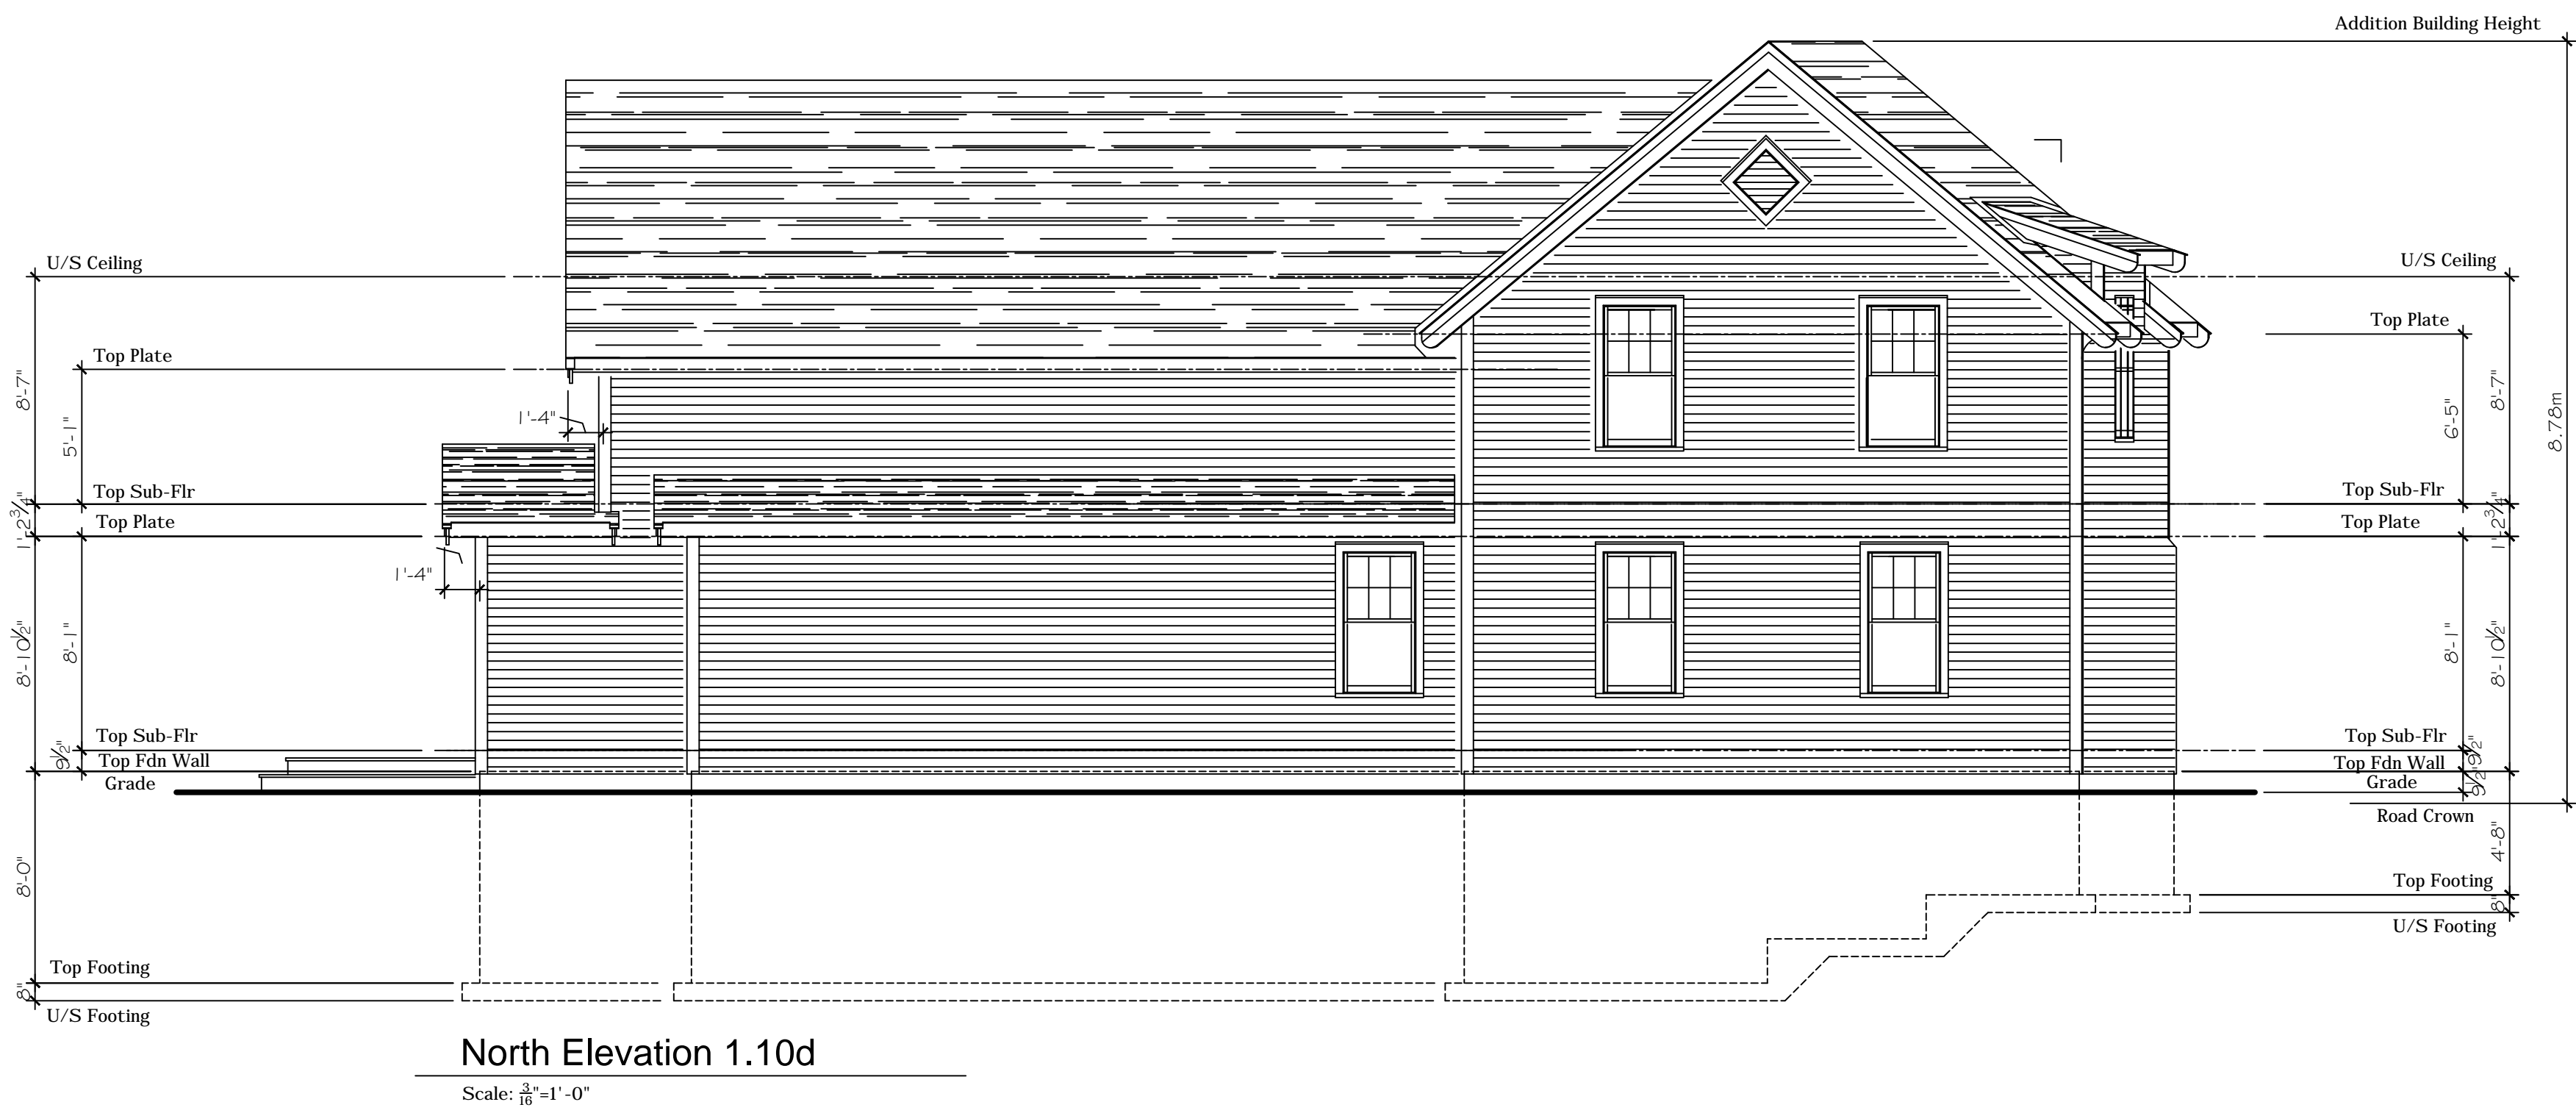 Addition Building Height
U/S Ceiling
U/S Ceiling
Top Plate
Top Plate
8'-7"
5'-1"
1'-4"
6'-5"
8'-7"
8.78m
Top Sub-Flr
Top Sub-Flr
1'-2¾"
1'-2¾"
Top Plate
Top Plate
1'-4"
8'-10½"
8'-1"
8'-1"
8'-10½"
Top Sub-Flr
Top Sub-Flr
9½"
9½"
Top Fdn Wall
Top Fdn Wall
Grade
Grade
9½"
Road Crown
8'-0"
4'-8"
Top Footing
8"
U/S Footing
Top Footing
8"
U/S Footing
North Elevation 1.10d
Scale: 3/16"=1'-0"